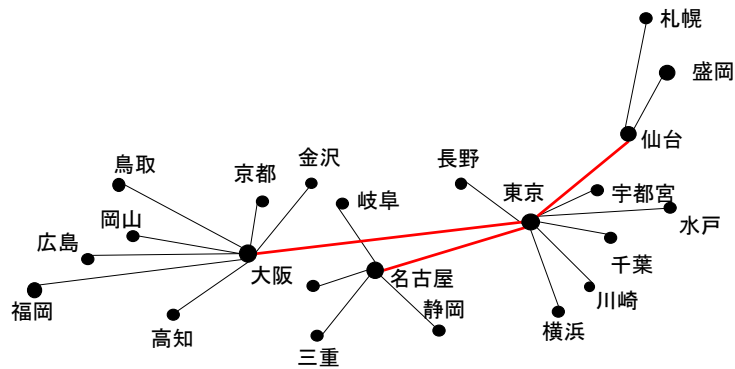 札幌
盛岡
仙台
長野
東京
宇都宮
水戸
千葉
川崎
横浜
金沢
京都
鳥取
岡山
広島
福岡
高知
大阪
岐阜
名古屋
静岡
三重